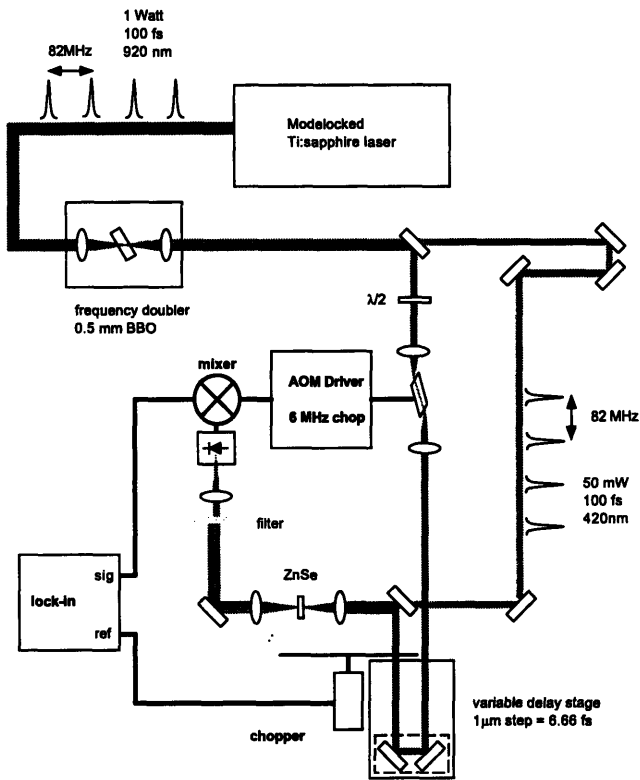 1 Watt
100 fs
920 nm
82MHz
Modelocked
Ti:sapphire laser
frequency doubler
0.5 mm BBO
λ/2
mixer
AOM Driver
6 MHz chop
82 MHz
50 mW
100 fs
420nm
filter
ZnSe
sig
lock-in
ref
chopper
variable delay stage
1μm step = 6.66 fs